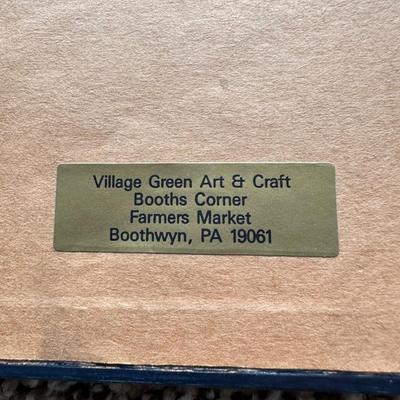 Village Green Art & Craft
Booths Corner
Farmers Market
Boothwyn, PA 19061